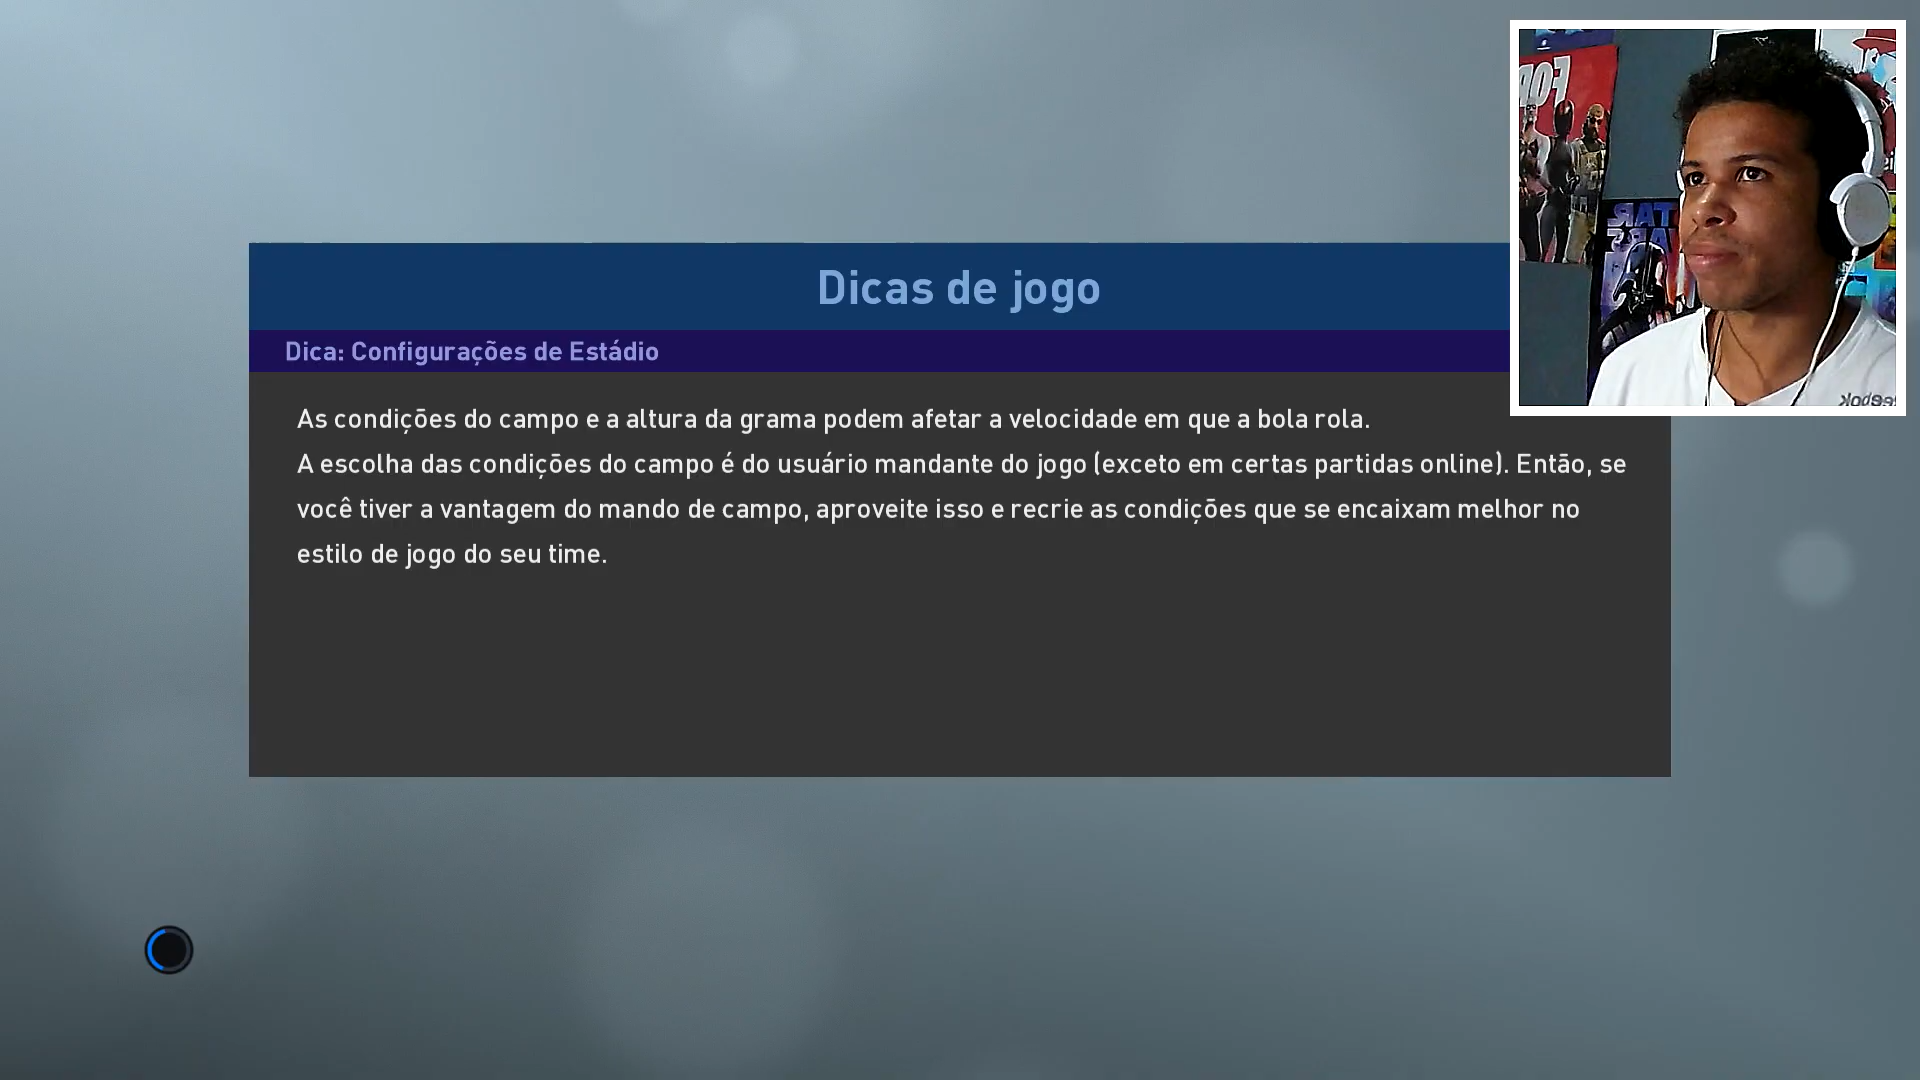 Dicas de jogo
Dica: Configurações de Estádio
As condições do campo e a altura da grama podem afetar a velocidade em que a bola rola.
A escolha das condições do campo é do usuário mandante do jogo (exceto em certas partidas online). Então, se
você tiver a vantagem do mando de campo, aproveite isso e recrie as condições que se encaixam melhor no
estilo de jogo do seu time.
STAR
WARS